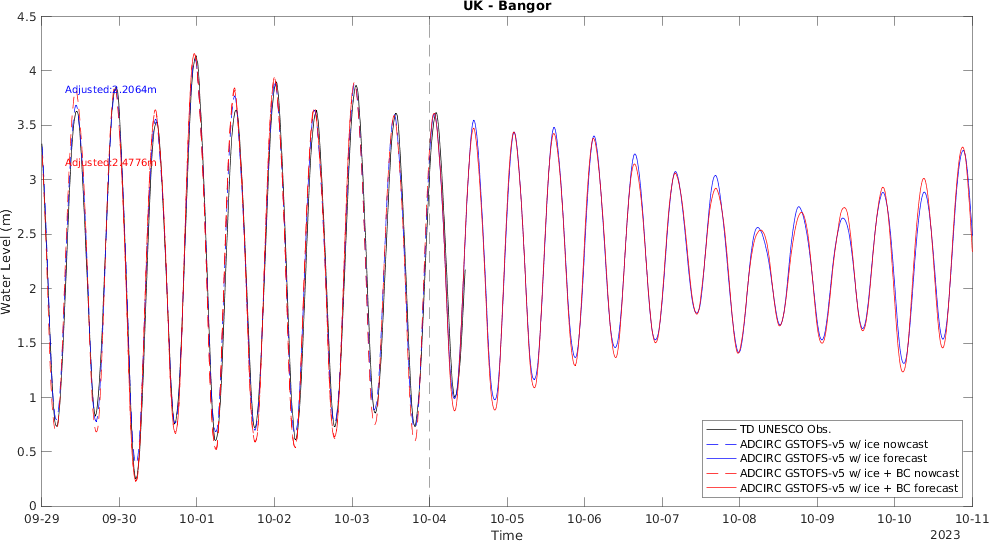 UK - Bangor
Water Level (m)
4.5
4
3.5
3
2.5
2
1.5
1
0.5
0
Adjusted:2.2064m
Adjusted:2.4776m
TD UNESCO Obs.
ADCIRC GSTOFS-v5 w/ ice nowcast
ADCIRC GSTOFS-v5 w/ ice forecast
ADCIRC GSTOFS-v5 w/ ice + BC nowcast
ADCIRC GSTOFS-v5 w/ ice + BC forecast
09-29 09-30 10-01 10-02 10-03 10-04 10-05 10-06 10-07 10-08 10-09 10-10 10-11
Time
2023